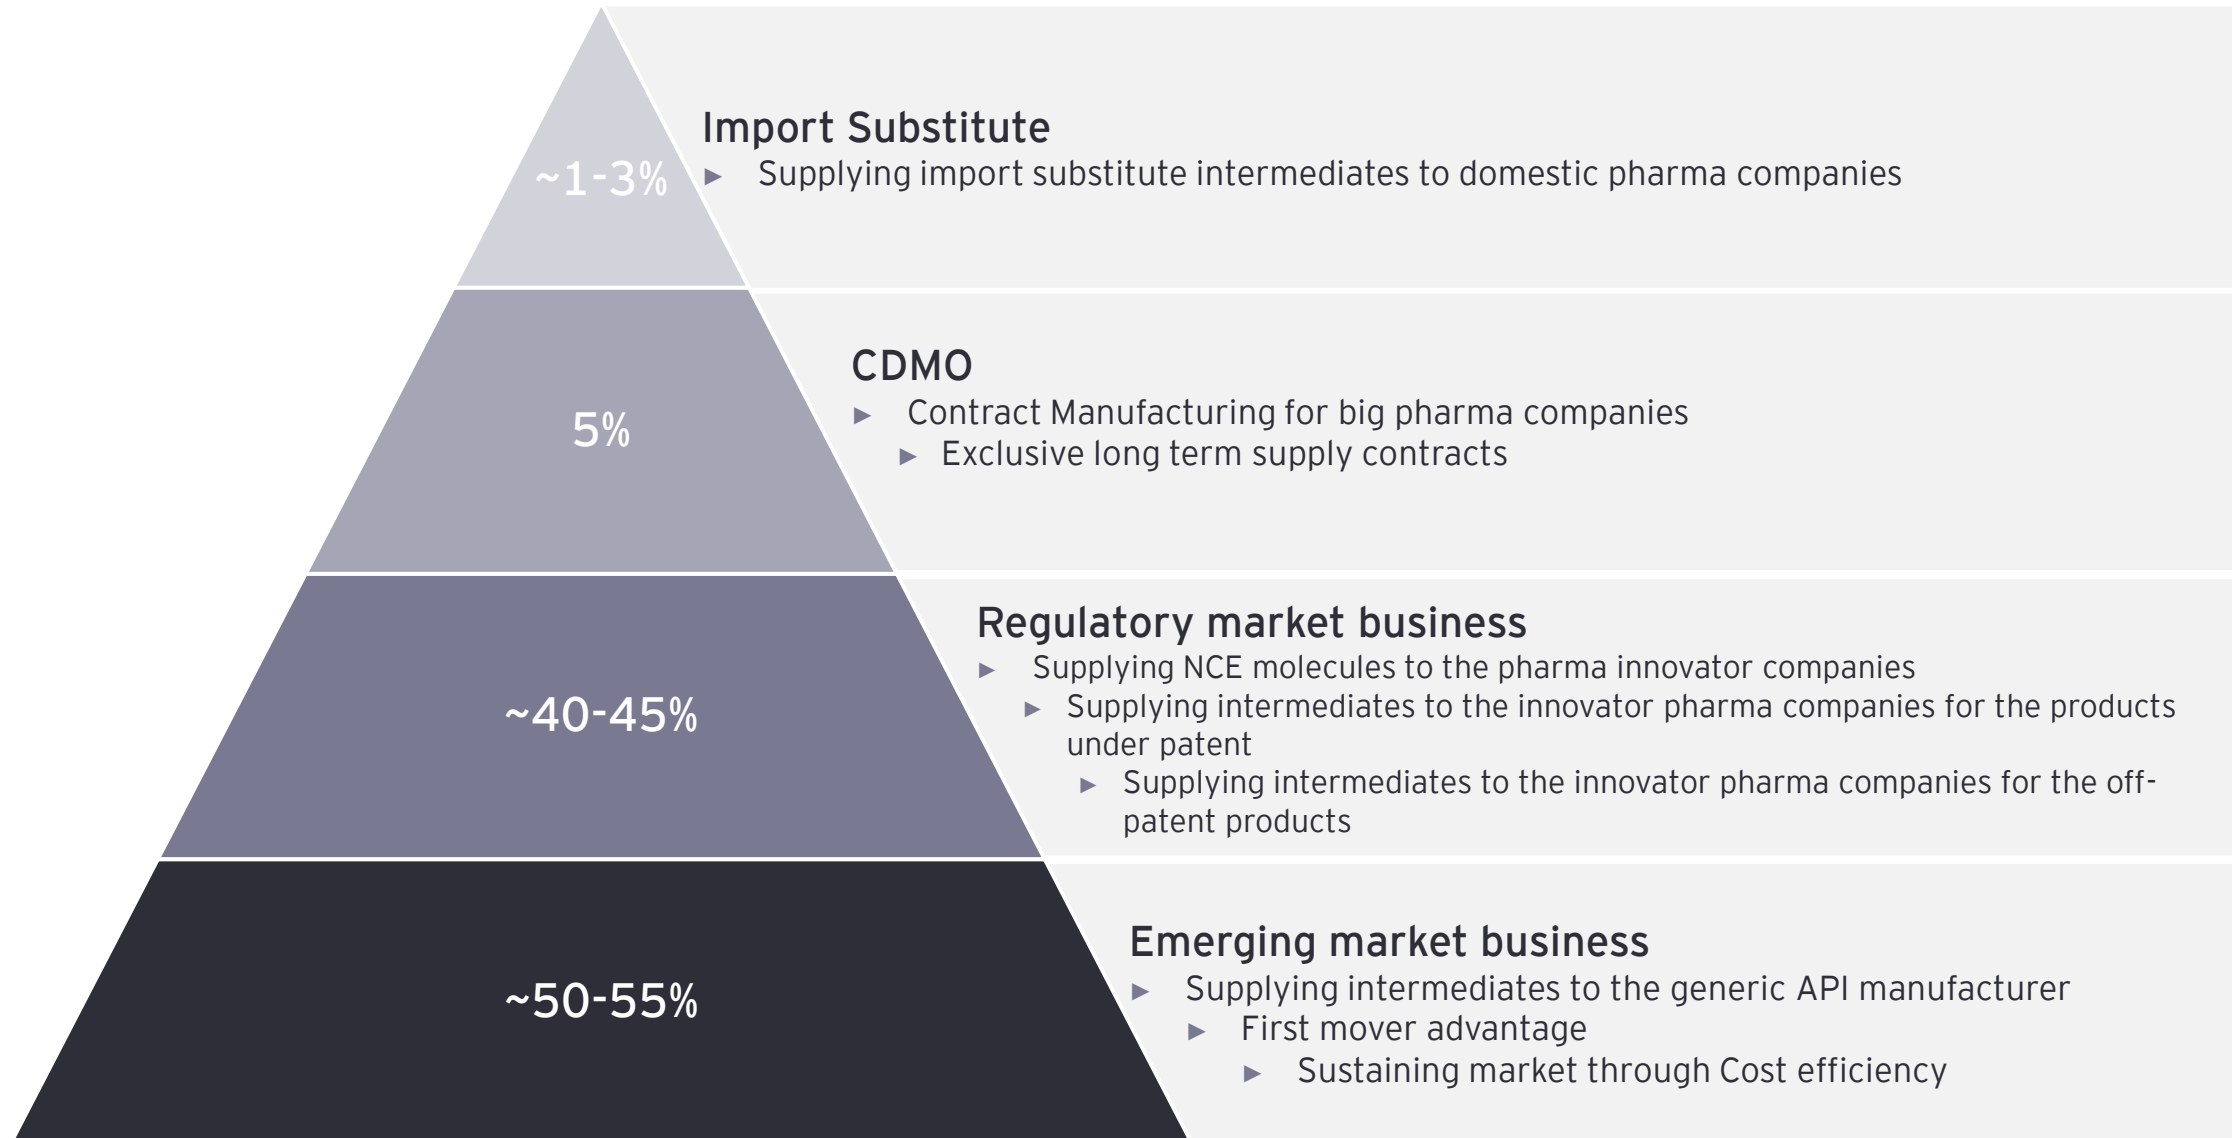 Import Substitute
~1-3%
► Supplying import substitute intermediates to domestic pharma companies
CDMO
5%
► Contract Manufacturing for big pharma companies
► Exclusive long term supply contracts
Regulatory market business
~40-45%
► Supplying NCE molecules to the pharma innovator companies
► Supplying intermediates to the innovator pharma companies for the products
under patent
► Supplying intermediates to the innovator pharma companies for the off-
patent products
Emerging market business
~50-55%
► Supplying intermediates to the generic API manufacturer
► First mover advantage
► Sustaining market through Cost efficiency